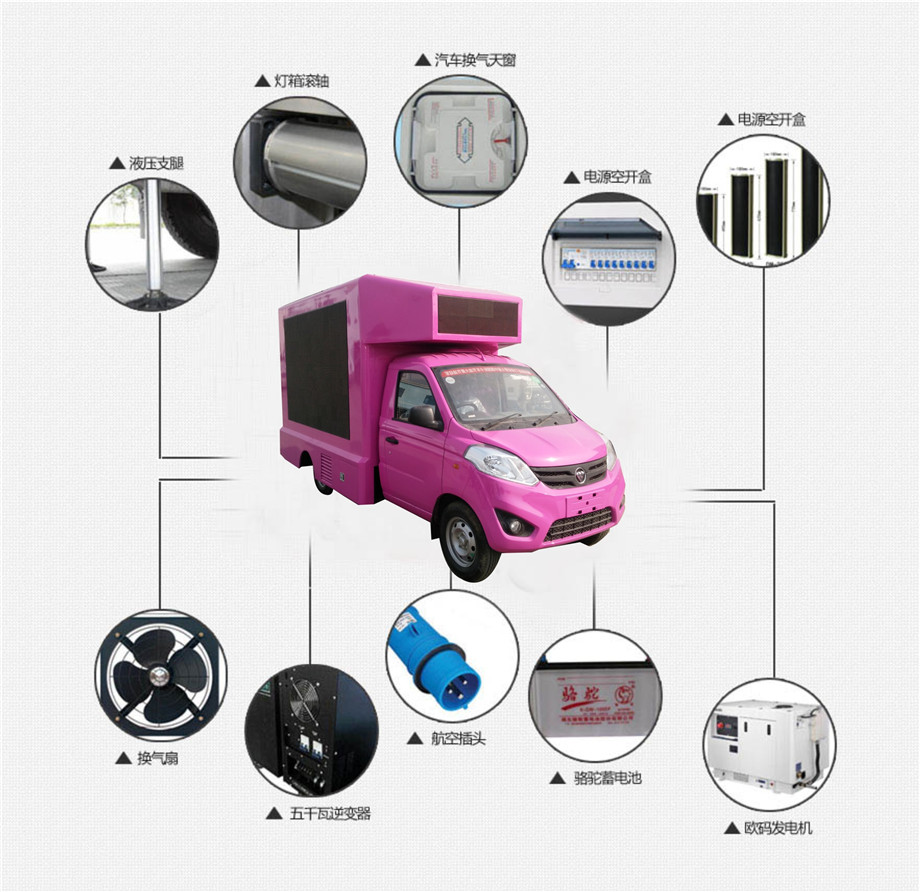 ▲ 汽车换气天窗
▲ 灯箱滚轴
▲ 电源空开盒
▲ 液压支腿
▲ 电源空开盒
骆驼
▲ 航空插头
▲ 换气扇
▲ 骆驼蓄电池
▲ 五千瓦逆变器
▲ 欧码发电机